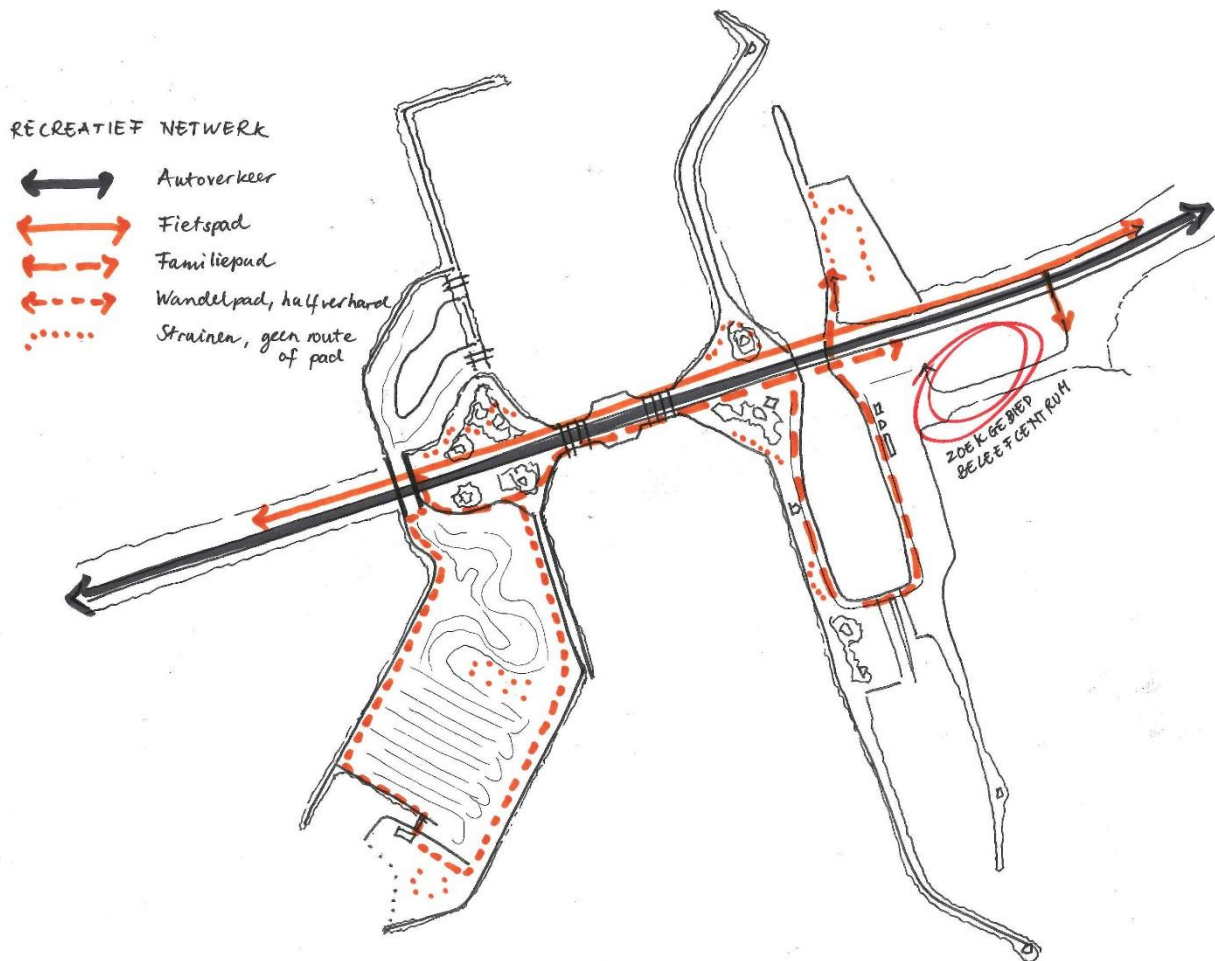 RECREATIEF NETWERK
Autoverkeer
Fietspad
Familiepad
Wandelpad, halfverhard
Struinen, geen route
of pad
ZOEKGEBIED
BELEEFCENTRUM